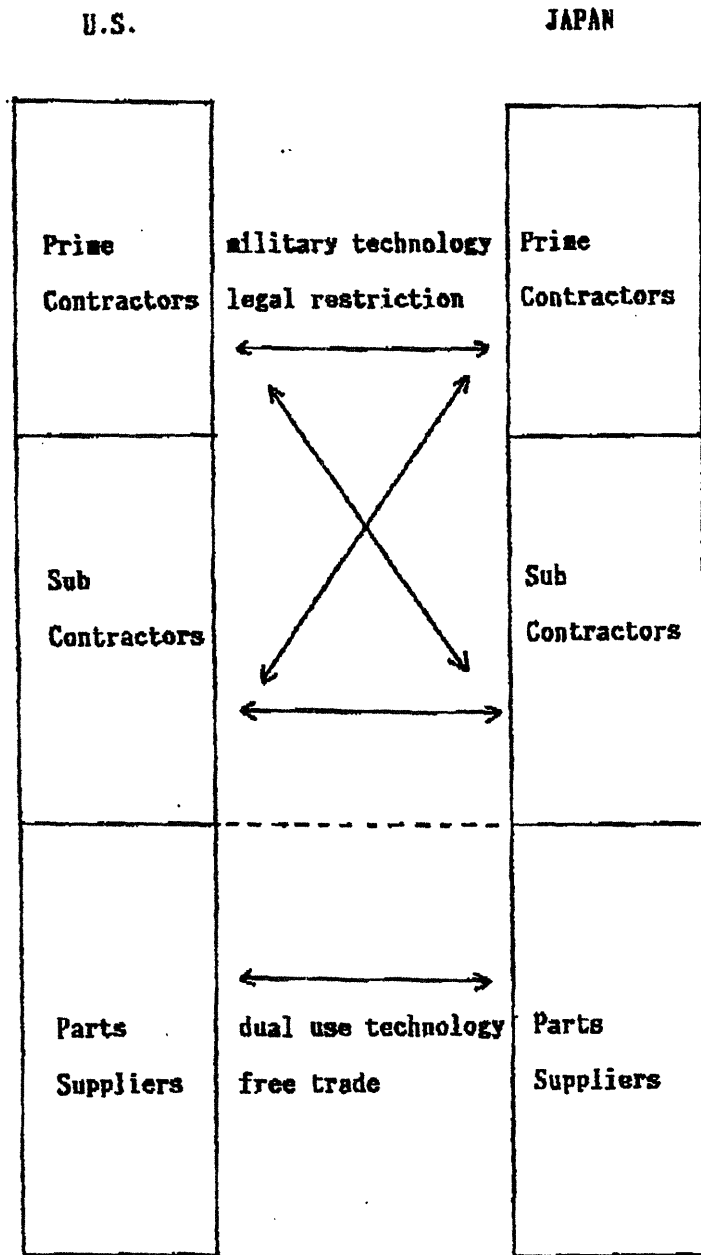 U.S.
JAPAN
Prime
Contractors
military technology
legal restriction
Prime
Contractors
Sub
Contractors
Sub
Contractors
Parts
Suppliers
dual use technology
free trade
Parts
Suppliers